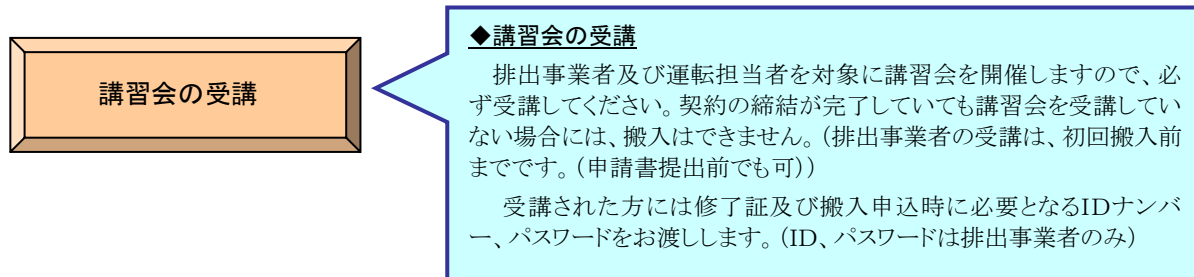 講習会の受講
◆講習会の受講
排出事業者及び運転担当者を対象に講習会を開催しますので、必
ず受講してください。契約の締結が完了していても講習会を受講してい
ない場合には、搬入はできません。(排出事業者の受講は、初回搬入前
までです。(申請書提出前でも可))
受講された方には修了証及び搬入申込時に必要となるIDナンバ
ー、パスワードをお渡しします。(ID、パスワードは排出事業者のみ)